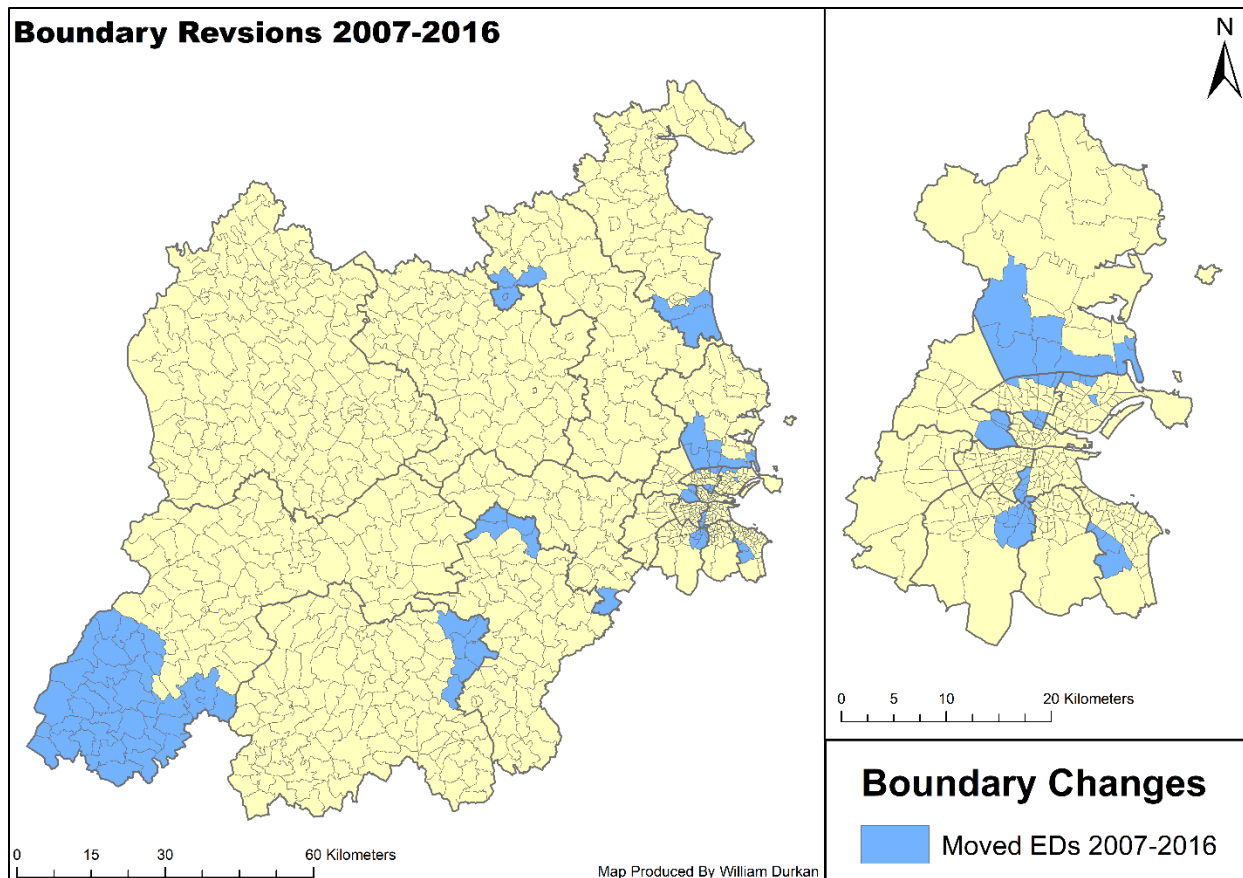 Boundary Revsions 2007-2016
N
0 5 10 20 Kilometers
Boundary Changes
Moved EDs 2007-2016
0 15 30 60 Kilometers
Map Produced By William Durkan